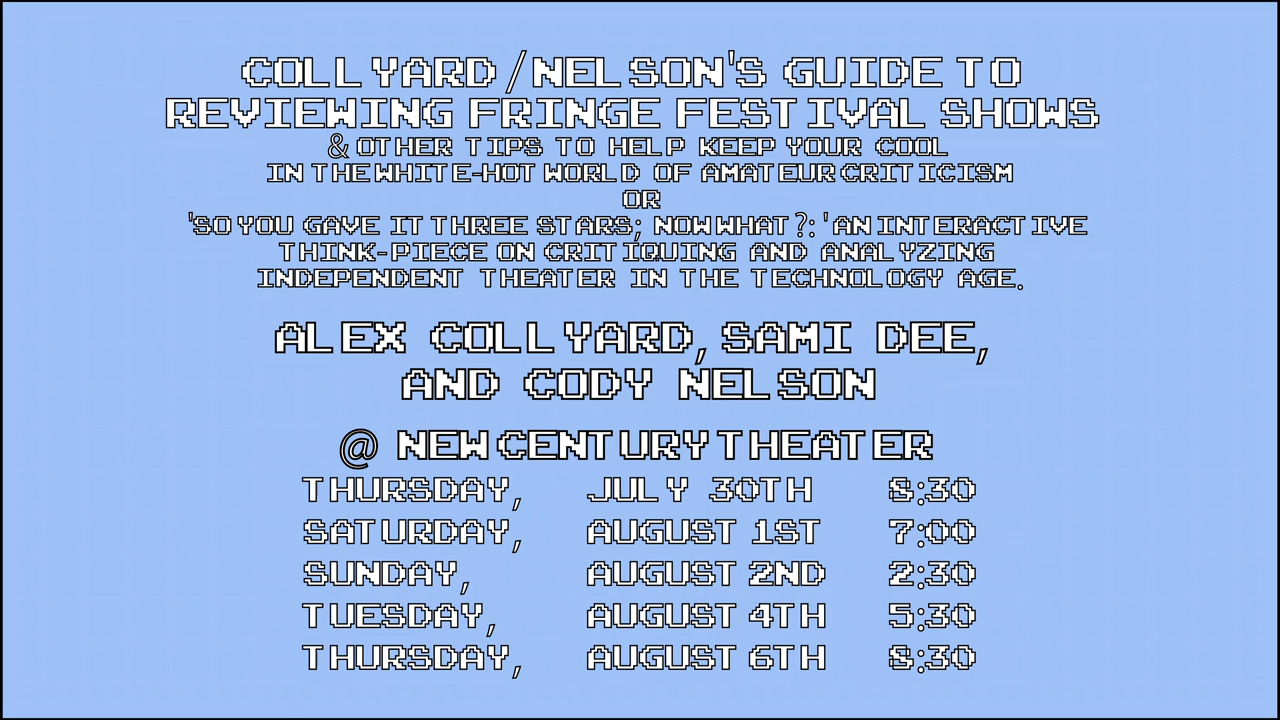 COLLYARD/NELSON'S GUIDE TO
REVIEWING FRINGE FESTIVAL SHOWS
& OTHER TIPS TO HELP KEEP YOUR COOL
IN THE WHITE-HOT WORLD OF AMATEUR CRITICISM
OR
'SO YOU GAVE IT THREE STARS; NOW WHAT?:' AN INTERACTIVE
THINK-PIECE ON CRITIQUING AND ANALYZING
INDEPENDENT THEATER IN THE TECHNOLOGY AGE.
ALEX COLLYARD, SAMI DEE,
AND CODY NELSON
@ NEW CENTURY THEATER
THURSDAY, JULY 30TH 8:30
SATURDAY, AUGUST 1ST 7:00
SUNDAY, AUGUST 2ND 2:30
TUESDAY, AUGUST 4TH 5:30
THURSDAY, AUGUST 6TH 8:30